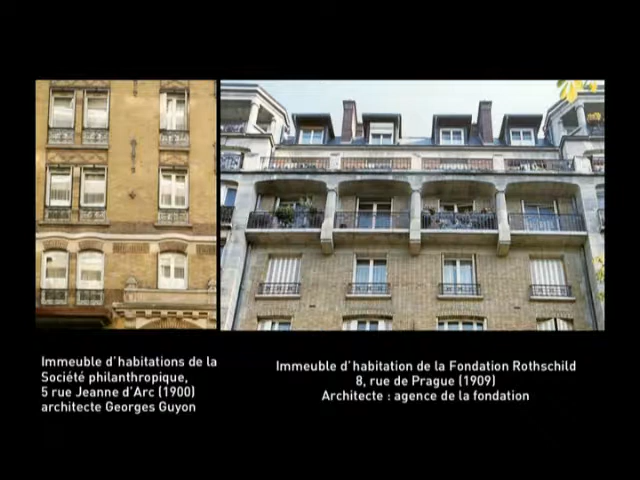 Immeuble d'habitations de la
Société philanthropique,
5 rue Jeanne d'Arc (1900)
architecte Georges Guyon
Immeuble d'habitation de la Fondation Rothschild
8, rue de Prague (1909)
Architecte : agence de la fondation